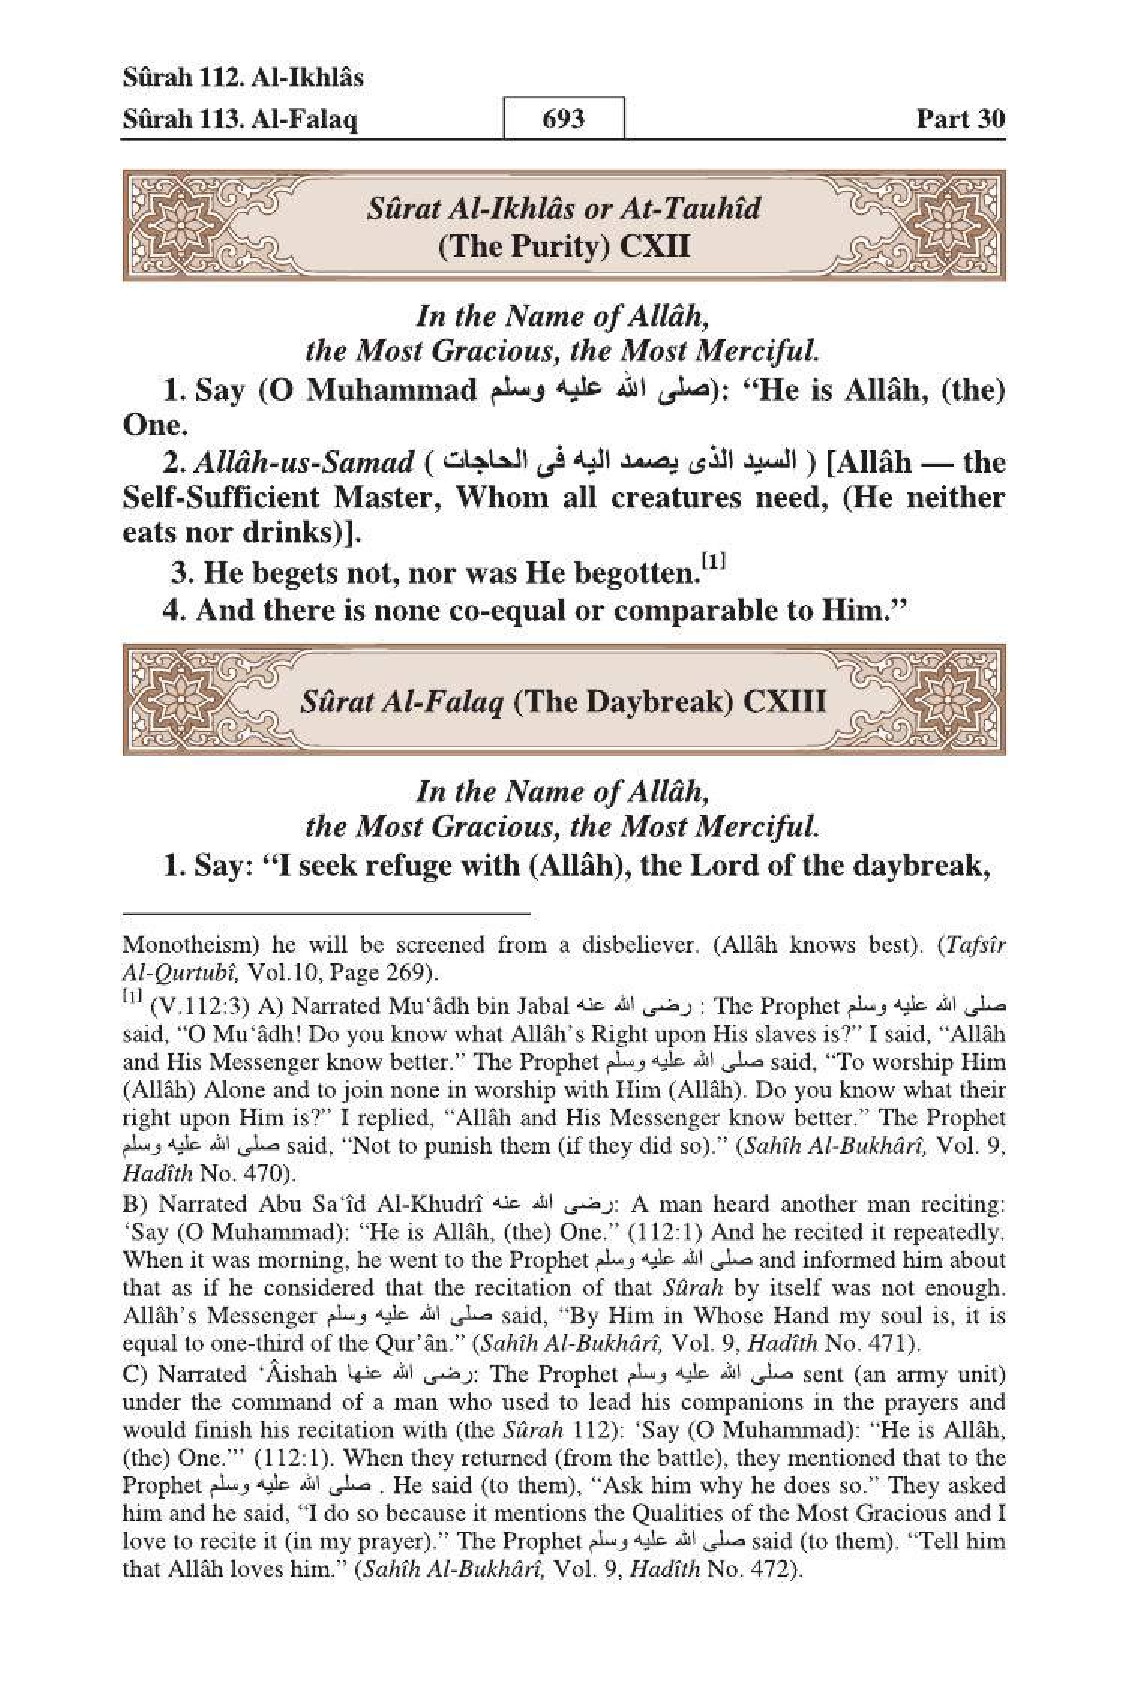 Sûrah 112. Al-Ikhlâs
Sûrah 113. Al-Falaq 693 Part 30
Sûrat Al-Ikhlâs or At-Tauhîd
(The Purity) CXII
In the Name of Allâh,
the Most Gracious, the Most Merciful.
1. Say (O Muhammad صلى الله عليه وسلم): “He is Allâh, (the)
One.
2. Allâh-us-Samad ( السيد الذى يصمد اليه فى الحاجات ) [Allâh — the
Self-Sufficient Master, Whom all creatures need, (He neither
eats nor drinks)].
3. He begets not, nor was He begotten.[1]
4. And there is none co-equal or comparable to Him.”
Sûrat Al-Falaq (The Daybreak) CXIII
In the Name of Allâh,
the Most Gracious, the Most Merciful.
1. Say: “I seek refuge with (Allâh), the Lord of the daybreak,
Monotheism) he will be screened from a disbeliever. (Allâh knows best). (Tafsîr
Al-Qurtubî, Vol.10, Page 269).
[1] (V.112:3) A) Narrated Mu‘âdh bin Jabal رضى الله عنه : The Prophet صلى الله عليه وسلم
said, “O Mu‘âdh! Do you know what Allâh’s Right upon His slaves is?” I said, “Allâh
and His Messenger know better.” The Prophet صلى الله عليه وسلم said, “To worship Him
(Allâh) Alone and to join none in worship with Him (Allâh). Do you know what their
right upon Him is?” I replied, “Allâh and His Messenger know better.” The Prophet
صلى الله عليه وسلم said, “Not to punish them (if they did so).” (Sahîh Al-Bukhârî, Vol. 9,
Hadîth No. 470).
B) Narrated Abu Sa‘îd Al-Khudrî رضى الله عنه: A man heard another man reciting:
‘Say (O Muhammad): “He is Allâh, (the) One.” (112:1) And he recited it repeatedly.
When it was morning, he went to the Prophet صلى الله عليه وسلم and informed him about
that as if he considered that the recitation of that Sûrah by itself was not enough.
Allâh’s Messenger صلى الله عليه وسلم said, “By Him in Whose Hand my soul is, it is
equal to one-third of the Qur’ân.” (Sahîh Al-Bukhârî, Vol. 9, Hadîth No. 471).
C) Narrated ‘Âishah رضى الله عنها: The Prophet صلى الله عليه وسلم sent (an army unit)
under the command of a man who used to lead his companions in the prayers and
would finish his recitation with (the Sûrah 112): ‘Say (O Muhammad): “He is Allâh,
(the) One.”’ (112:1). When they returned (from the battle), they mentioned that to the
Prophet صلى الله عليه وسلم . He said (to them), “Ask him why he does so.” They asked
him and he said, “I do so because it mentions the Qualities of the Most Gracious and I
love to recite it (in my prayer).” The Prophet صلى الله عليه وسلم said (to them). “Tell him
that Allâh loves him.” (Sahîh Al-Bukhârî, Vol. 9, Hadîth No. 472).